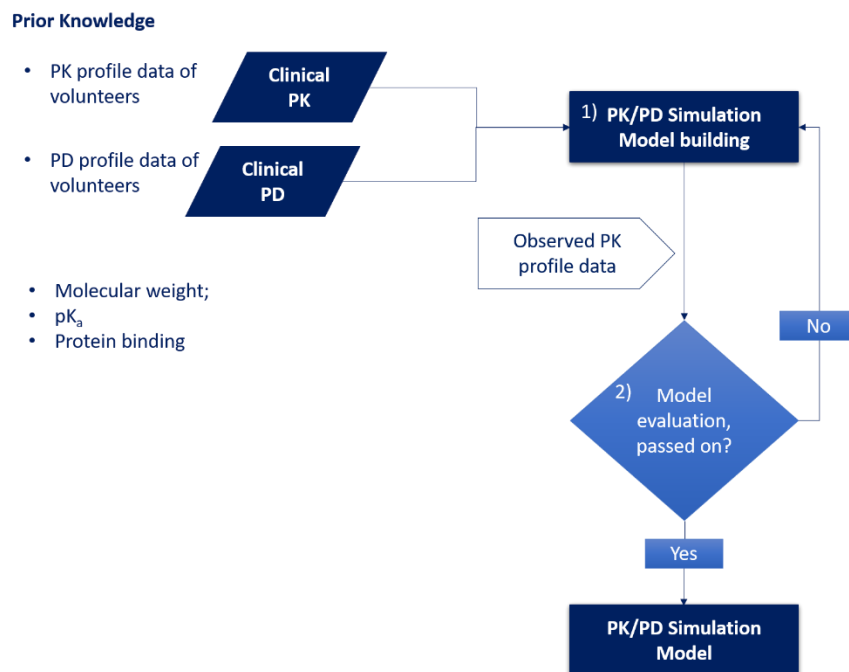 Prior Knowledge
• PK profile data of
volunteers
Clinical
PK
• PD profile data of
volunteers
Clinical
PD
• Molecular weight;
• pKₐ
• Protein binding
1) PK/PD Simulation
Model building
Observed PK
profile data
No
2) Model
evaluation,
passed on?
Yes
PK/PD Simulation
Model